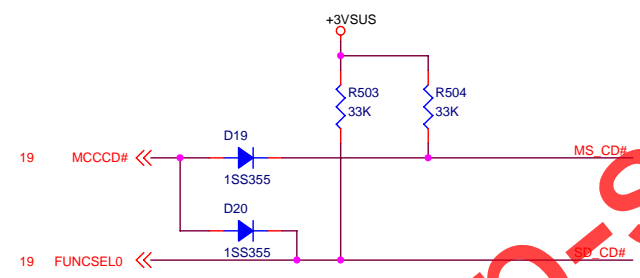 +3VSUS
R503
33K
R504
33K
D19
19 MCCCD#
1SS355
MS_CD#
D20
1SS355
19 FUNCSEL0
SD_CD#